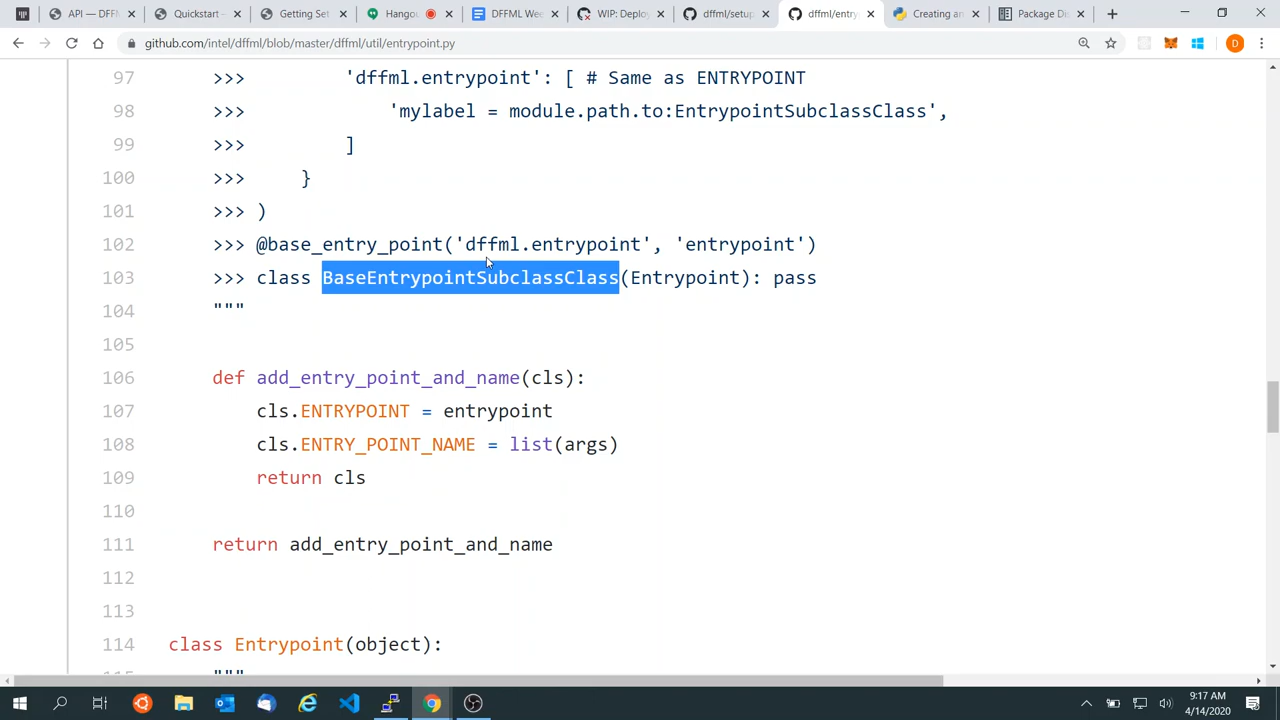 API — DFFM
Quickstart —
Getting Set
Hangou
DFFML Wee
WIP: Deploy
dffml/setup
dffml/entry
Creating an
Package Dis
github.com/intel/dffml/blob/master/dffml/util/entrypoint.py
D
97 >>> 'dffml.entrypoint': [ # Same as ENTRYPOINT
98 >>> 'mylabel = module.path.to:EntrypointSubclassClass',
99 >>> ]
100 >>> }
101 >>> )
102 >>> @base_entry_point('dffml.entrypoint', 'entrypoint')
103 >>> class BaseEntrypointSubclassClass(Entrypoint): pass
104 """
105
106 def add_entry_point_and_name(cls):
107 cls.ENTRYPOINT = entrypoint
108 cls.ENTRY_POINT_NAME = list(args)
109 return cls
110
111 return add_entry_point_and_name
112
113
114 class Entrypoint(object):
115 """
9:17 AM
4/14/2020